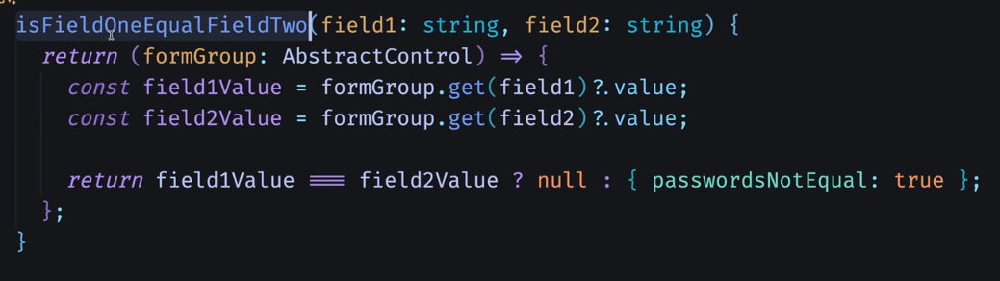 isFieldOneEqualFieldTwo(field1: string, field2: string) {
return (formGroup: AbstractControl) => {
const field1Value = formGroup.get(field1)?.value;
const field2Value = formGroup.get(field2)?.value;
return field1Value === field2Value ? null : { passwordsNotEqual: true };
};
}